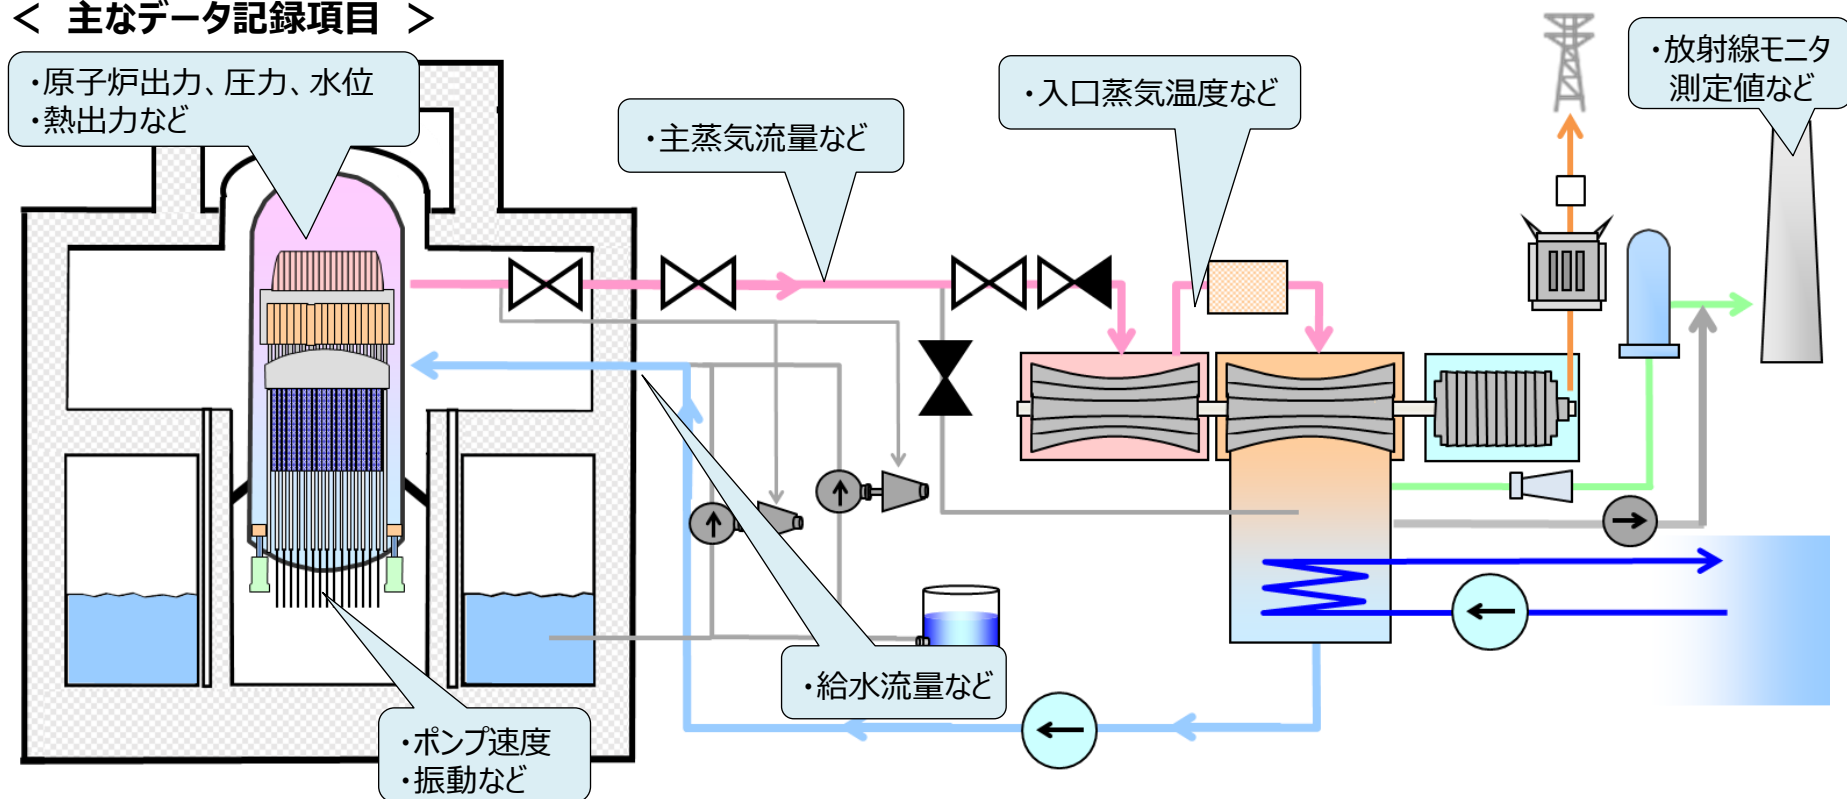 ＜ 主なデータ記録項目 ＞
・原子炉出力、圧力、水位
・熱出力など
・主蒸気流量など
・入口蒸気温度など
・放射線モニタ
測定値など
・給水流量など
・ポンプ速度
・振動など